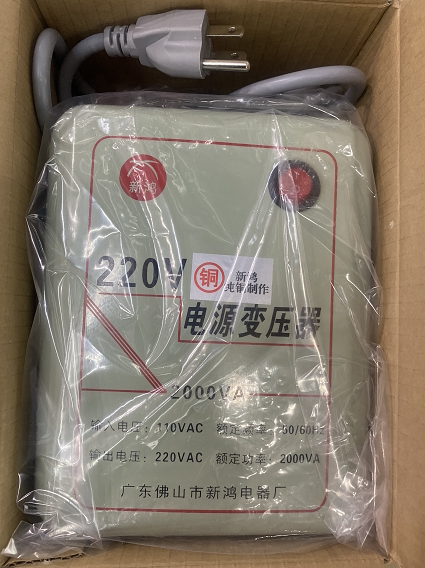 新鸿
220V
铜
新鸿
纯铜制作
电源变压器
2000VA
输入电压: 110VAC 额定功率: 50/60Hz
输出电压: 220VAC 额定功率: 2000VA
广东佛山市新鸿电器厂